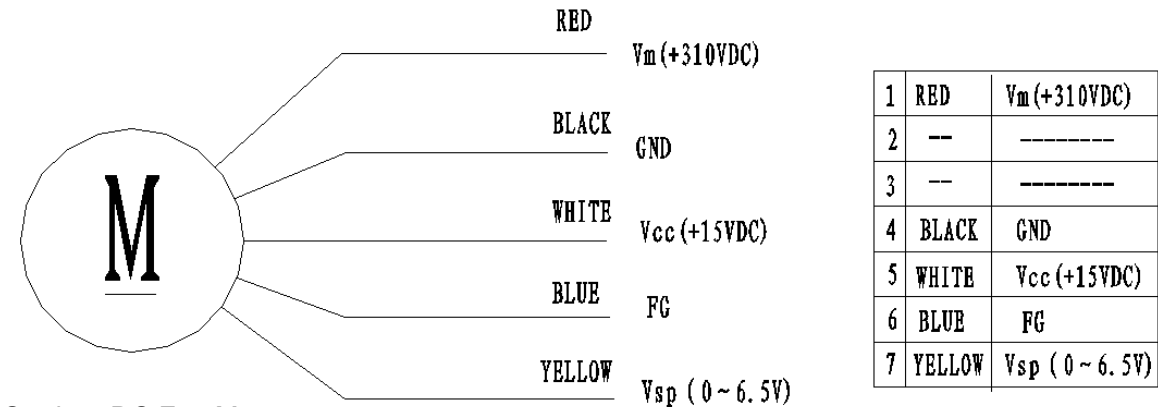 RED
Vm(+310VDC)
BLACK
GND
WHITE
Vcc(+15VDC)
BLUE
FG
YELLOW
Vsp (0~6.5V)
M
1 RED Vm(+310VDC)
2 -- --------
3 -- --------
4 BLACK GND
5 WHITE Vcc(+15VDC)
6 BLUE FG
7 YELLOW Vsp (0~6.5V)